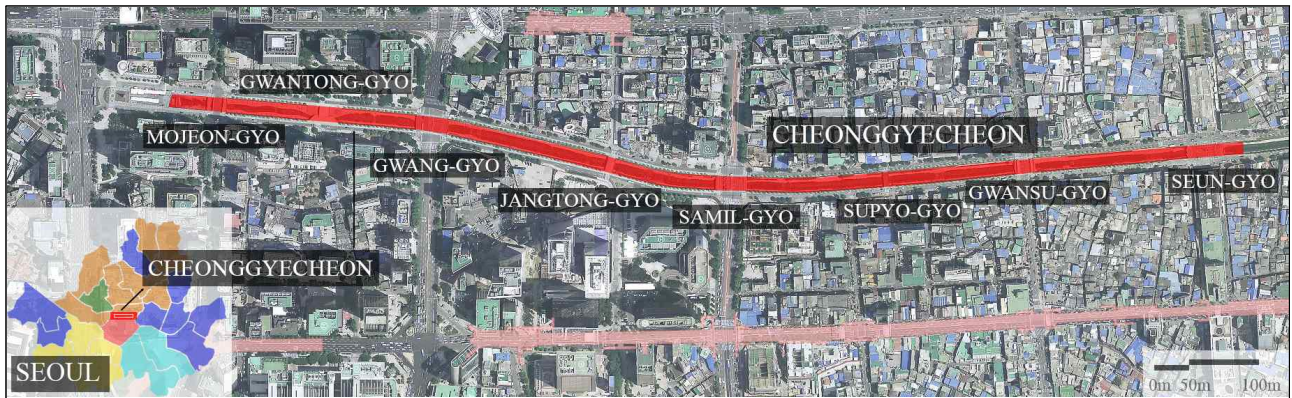 GWANTONG-GYO
MOJEON-GYO
CHEONGGYECHEON
GWANG-GYO
JANGTONG-GYO
SAMIL-GYO
SUPYO-GYO
GWANSU-GYO
SEUN-GYO
CHEONGGYECHEON
SEOUL
0m 50m 100m